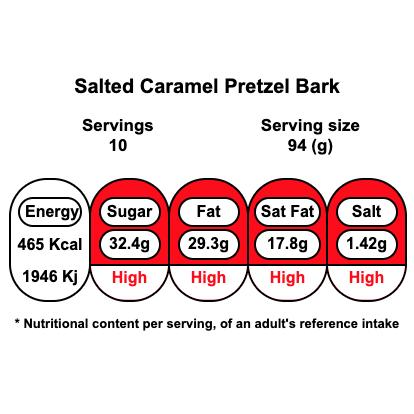 Salted Caramel Pretzel Bark
Servings Serving size
10 94 (g)
Energy Sugar Fat Sat Fat Salt
465 Kcal 32.4g 29.3g 17.8g 1.42g
1946 Kj High High High High
* Nutritional content per serving, of an adult's reference intake